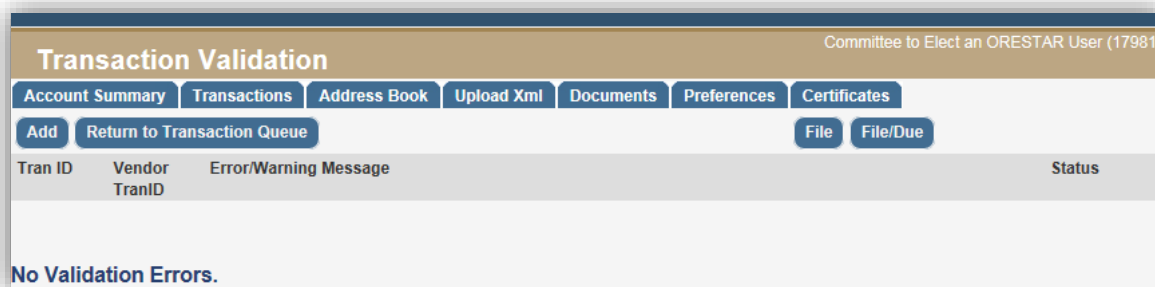 Committee to Elect an ORESTAR User (17981
Transaction Validation
Account Summary Transactions Address Book Upload Xml Documents Preferences Certificates
Add Return to Transaction Queue File File/Due
Tran ID Vendor TranID Error/Warning Message Status
No Validation Errors.